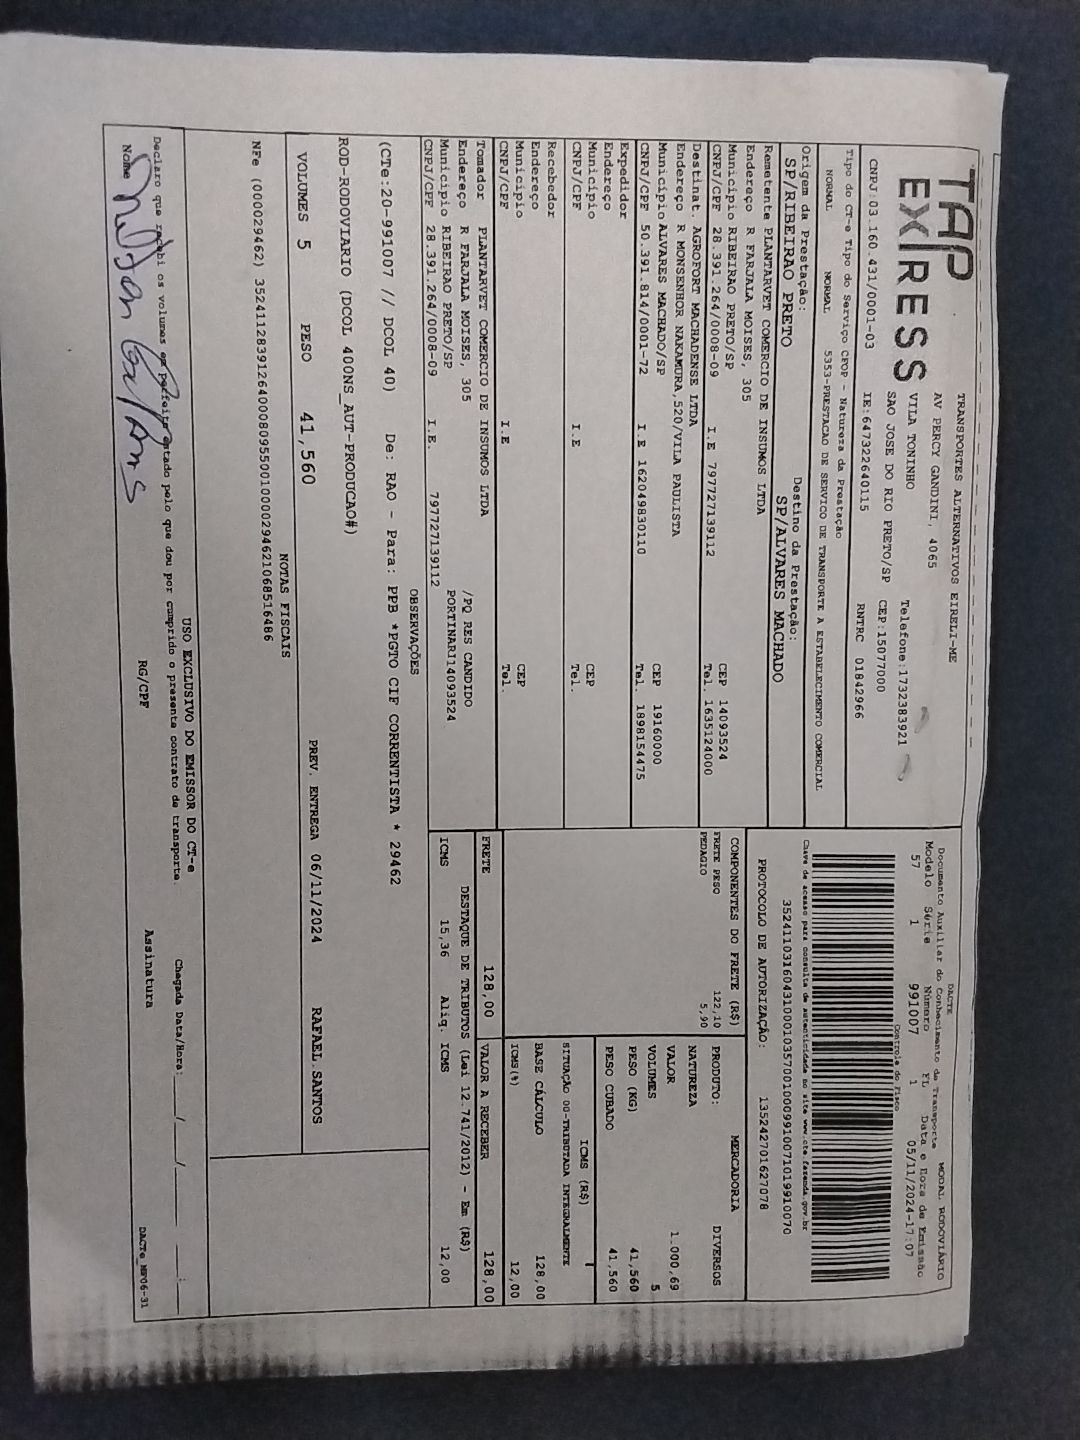 TAP EXPRESS
TRANSPORTES ALTERNATIVOS EIRELI-ME
AV PERCY GANDINI, 4065
VILA TONINHO Telefone:1732383921
SAO JOSE DO RIO PRETO/SP CEP:15077000
CNPJ.03.160.431/0001-03 IE:647322640115 RNTRC 01842966
Tipo do CT-e Tipo do Serviço CFOP - Natureza da Prestação
NORMAL NORMAL 5353-PRESTACAO DE SERVICO DE TRANSPORTE A ESTABELECIMENTO COMERCIAL
Origem da Prestação: Destino da Prestação:
SP/RIBEIRAO PRETO SP/ALVARES MACHADO
Remetente PLANTARVET COMERCIO DE INSUMOS LTDA
Endereço R FARJALA MOISES, 305
Município RIBEIRAO PRETO/SP CEP 14093524
CNPJ/CPF 28.391.264/0008-09 I.E 797727139112 Tel. 1635124000
Destinat. AGROFORT MACHADENSE LTDA
Endereço R MONSENHOR NAKAMURA,520/VILA PAULISTA
Município ALVARES MACHADO/SP CEP 19160000
CNPJ/CPF 50.391.814/0001-72 I.E 162049830110 Tel. 1898154475
Expedidor
Endereço
Município CEP
CNPJ/CPF I.E Tel.
Recebedor
Endereço
Município CEP
CNPJ/CPF I.E Tel.
Tomador PLANTARVET COMERCIO DE INSUMOS LTDA
Endereço R FARJALA MOISES, 305 /PQ RES CANDIDO
Município RIBEIRAO PRETO/SP PORTINARI14093524
CNPJ/CPF 28.391.264/0008-09 I.E. 797727139112
DACTE MODAL RODOVIÁRIO
Documento Auxiliar do Conhecimento de Transporte
Modelo Série Número FL Data e Hora de Emissão
57 1 991007 1 05/11/2024-17:07
Controle do Fisco
Chave de acesso para consulta de autenticidade no site www.cte.fazenda.gov.br
35241103160431000103570010009910071019910070
PROTOCOLO DE AUTORIZAÇÃO: 135242701627078
COMPONENTES DO FRETE (R$)
FRETE PESO 122,10
PEDAGIO 5,90
PRODUTO: MERCADORIA
NATUREZA DIVERSOS
VALOR 1.000,69
VOLUMES 5
PESO (KG) 41,560
PESO CUBADO 41,560
ICMS (R$)
SITUAÇÃO 00-TRIBUTADA INTEGRALMENTE
BASE CÁLCULO 128,00
ICMS(%) 12,00
FRETE 128,00 VALOR A RECEBER 128,00
DESTAQUE DE TRIBUTOS (Lei 12.741/2012) - Em (R$)
ICMS 15,36 Aliq. ICMS 12,00
OBSERVAÇÕES
(CTe:20-991007 // DCOL 40) De: RAO - Para: PPB *PGTO CIF CORRENTISTA * 29462
ROD-RODOVIARIO (DCOL 400NS_AUT-PRODUCAO#)
VOLUMES 5 PESO 41,560 PREV. ENTREGA 06/11/2024 RAFAEL.SANTOS
NOTAS FISCAIS
NFe (000029462) 35241128391264000809550010000294621068516486
USO EXCLUSIVO DO EMISSOR DO CT-e
Declaro que recebi os volumes em perfeito estado pelo que dou por cumprido o presente contrato de transporte. Chegada Data/Hora: ___/___/___ ___:___
Nome RG/CPF Assinatura
DACTe_MP06-31